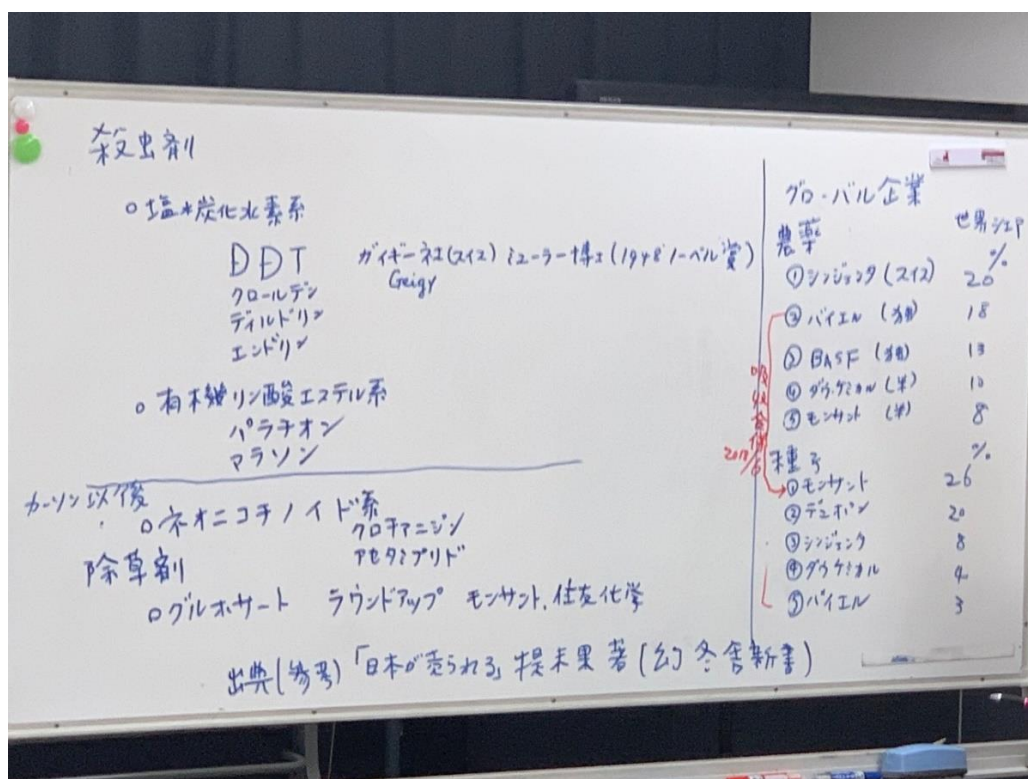 殺虫剤
○塩*炭化水素系
DDT ガイギー社(スイス) ミューラー博士(1948ノーベル賞)
Geigy
クロールデン
ディルドリン
エンドリン
○有機リン酸エステル系
パラチオン
マラソン
カーソン以後
○ネオニコチノイド系
クロチアニジン
アセタミプリド
除草剤
○グルホサート ラウンドアップ モンサント、住友化学
出典(参考)「日本が売られる」堤未果 著(幻冬舎新書)
グローバル企業
農薬 世界シェア
%
①シンジェンタ(スイス) 20
バイエル (独) 18
BASF (独) 13
④ダウ・ケミカル (米) 10
⑤モンサント (米) 8
吸収合併
種子 %
①モンサント 26
②デュポン 20
③シンジェンタ 8
④ダウケミカル 4
⑤バイエル 3